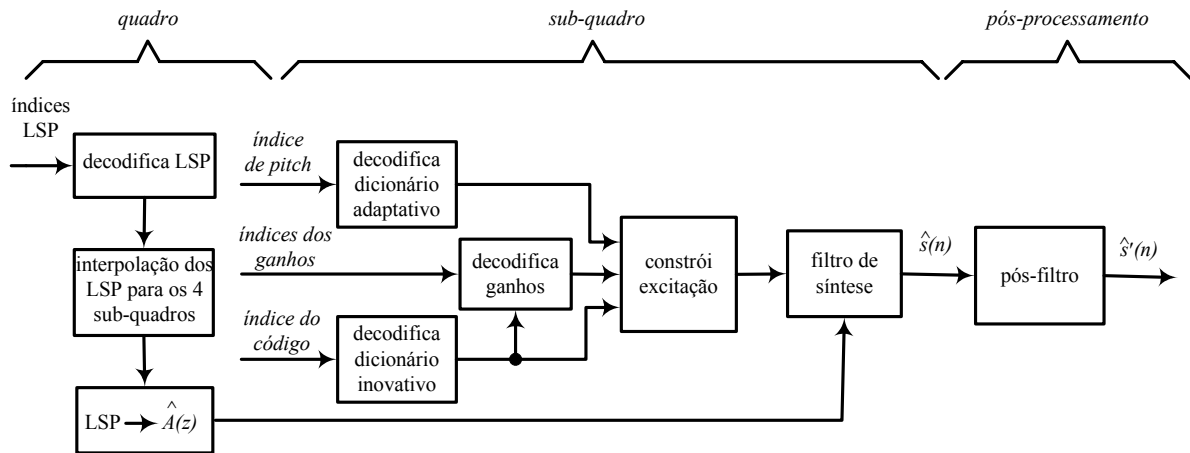 quadro
sub-quadro
pós-processamento
índices
LSP
decodifica LSP
interpolação dos
LSP para os 4
sub-quadros
LSP Â(z)
índice
de pitch
decodifica
dicionário
adaptativo
índices dos
ganhos
decodifica
ganhos
índice do
código
decodifica
dicionário
inovativo
constrói
excitação
filtro de
síntese
ŝ(n)
pós-filtro
ŝ'(n)